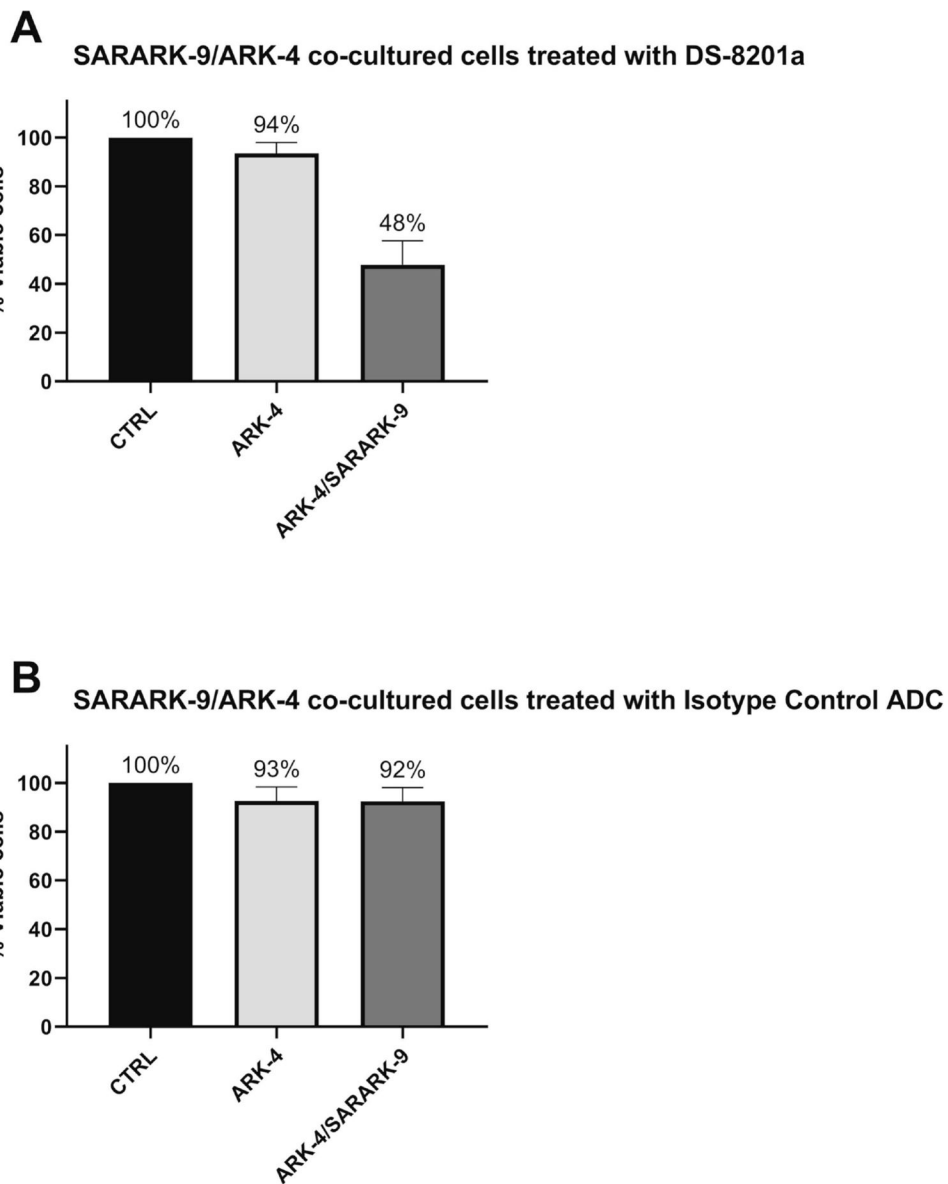 A
SARARK-9/ARK-4 co-cultured cells treated with DS-8201a
100%
94%
48%
100
80
60
40
20
0
CTRL
ARK-4
ARK-4/SARARK-9
B
SARARK-9/ARK-4 co-cultured cells treated with Isotype Control ADC
100%
93%
92%
100
80
60
40
20
0
CTRL
ARK-4
ARK-4/SARARK-9